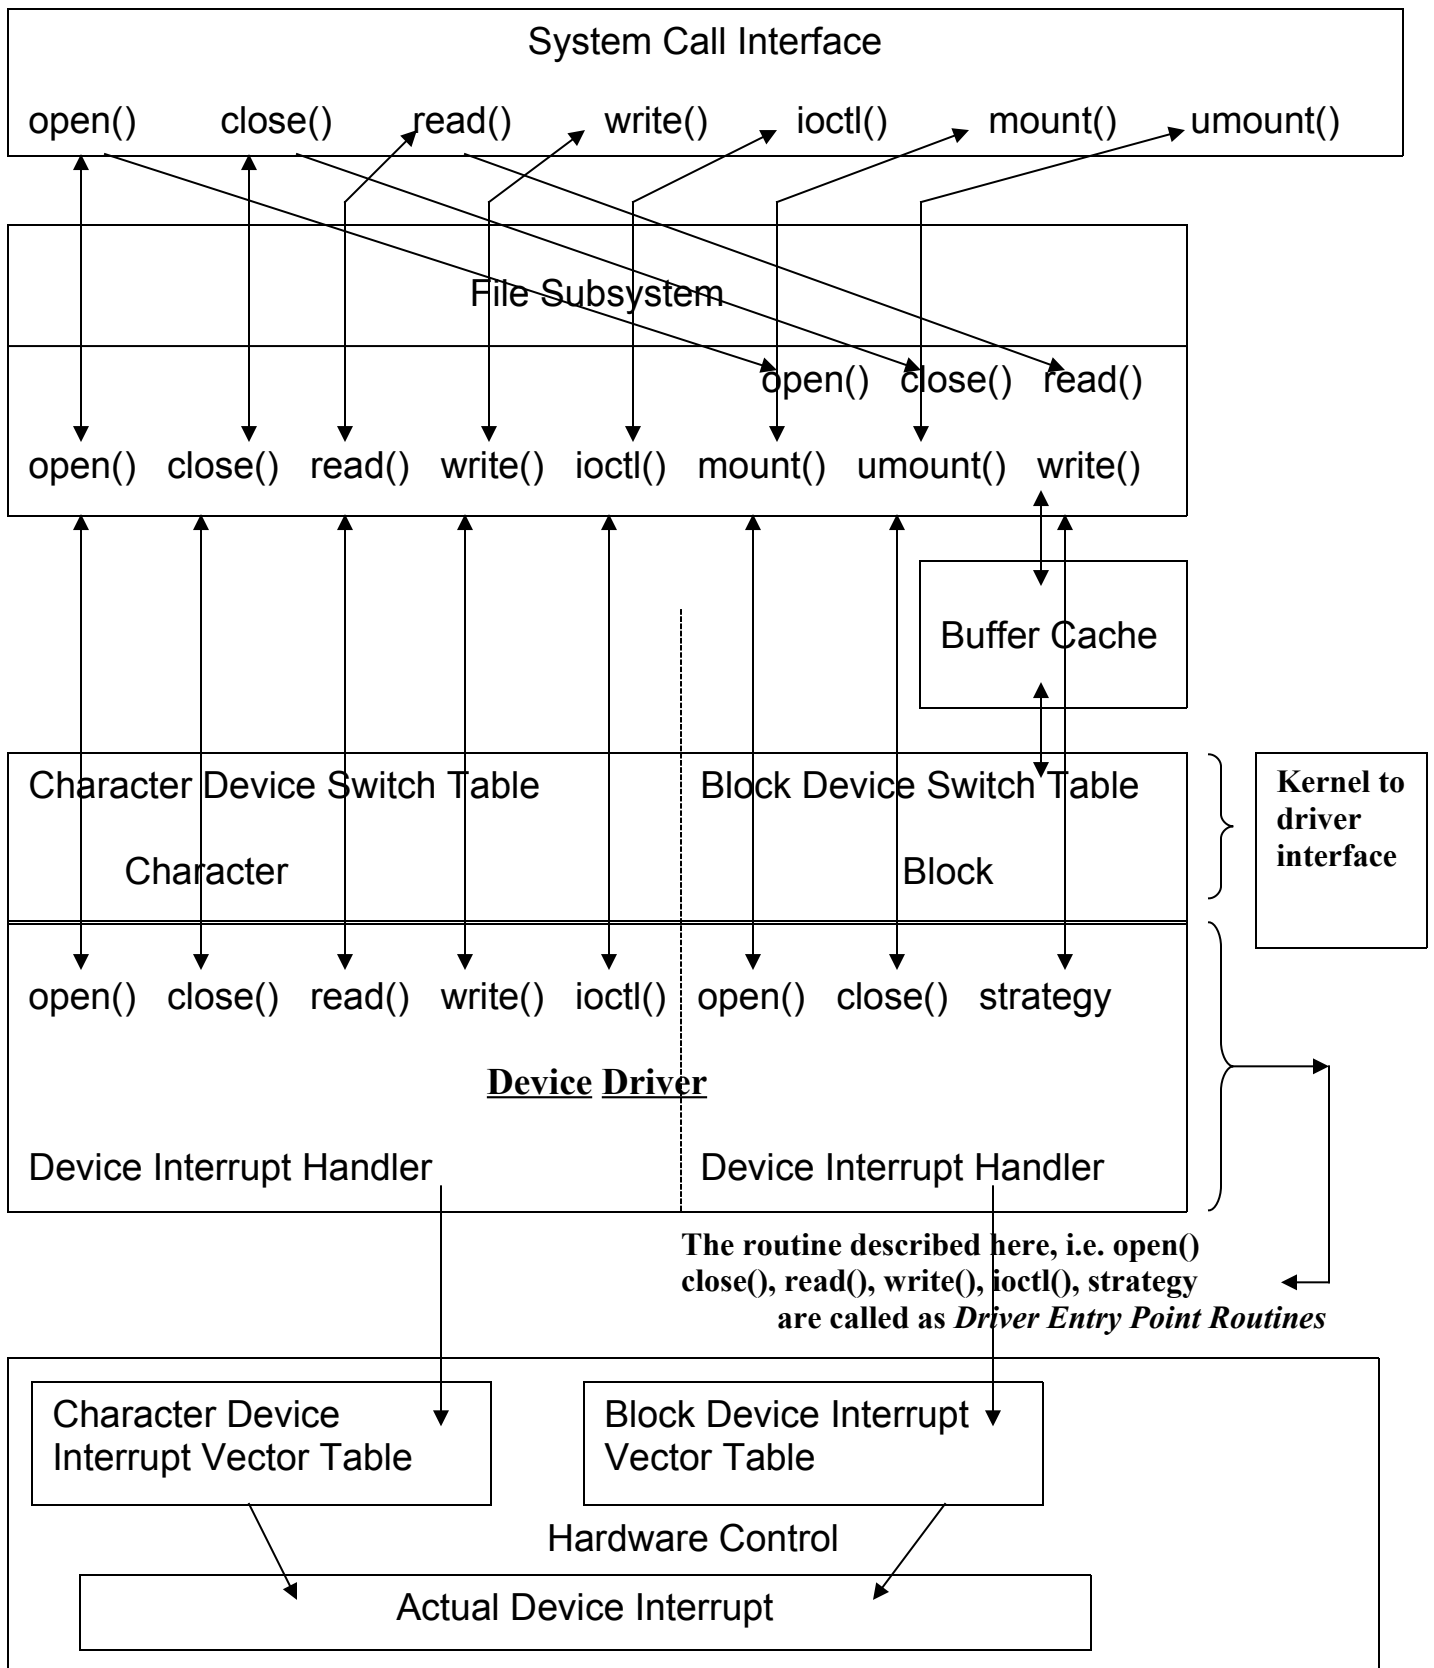 System Call Interface
open() close() read() write() ioctl() mount() umount()
File Subsystem
open() close() read()
open() close() read() write() ioctl() mount() umount() write()
Buffer Cache
Character Device Switch Table
Block Device Switch Table
Character
Block
Kernel to
driver
interface
open() close() read() write() ioctl() open() close() strategy
Device Driver
Device Interrupt Handler
Device Interrupt Handler
The routine described here, i.e. open()
close(), read(), write(), ioctl(), strategy
are called as Driver Entry Point Routines
Character Device
Interrupt Vector Table
Block Device Interrupt
Vector Table
Hardware Control
Actual Device Interrupt